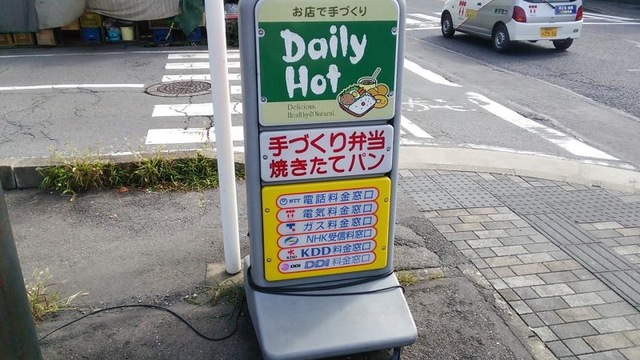 お店で手づくり
Daily
Hot
Delicious,
Healthy & Natural.
手づくり弁当
焼きたてパン
NTT 電話料金窓口
電気料金窓口
ガス料金窓口
NHK受信料窓口
KDD KDD料金窓口
DDI DDI料金窓口